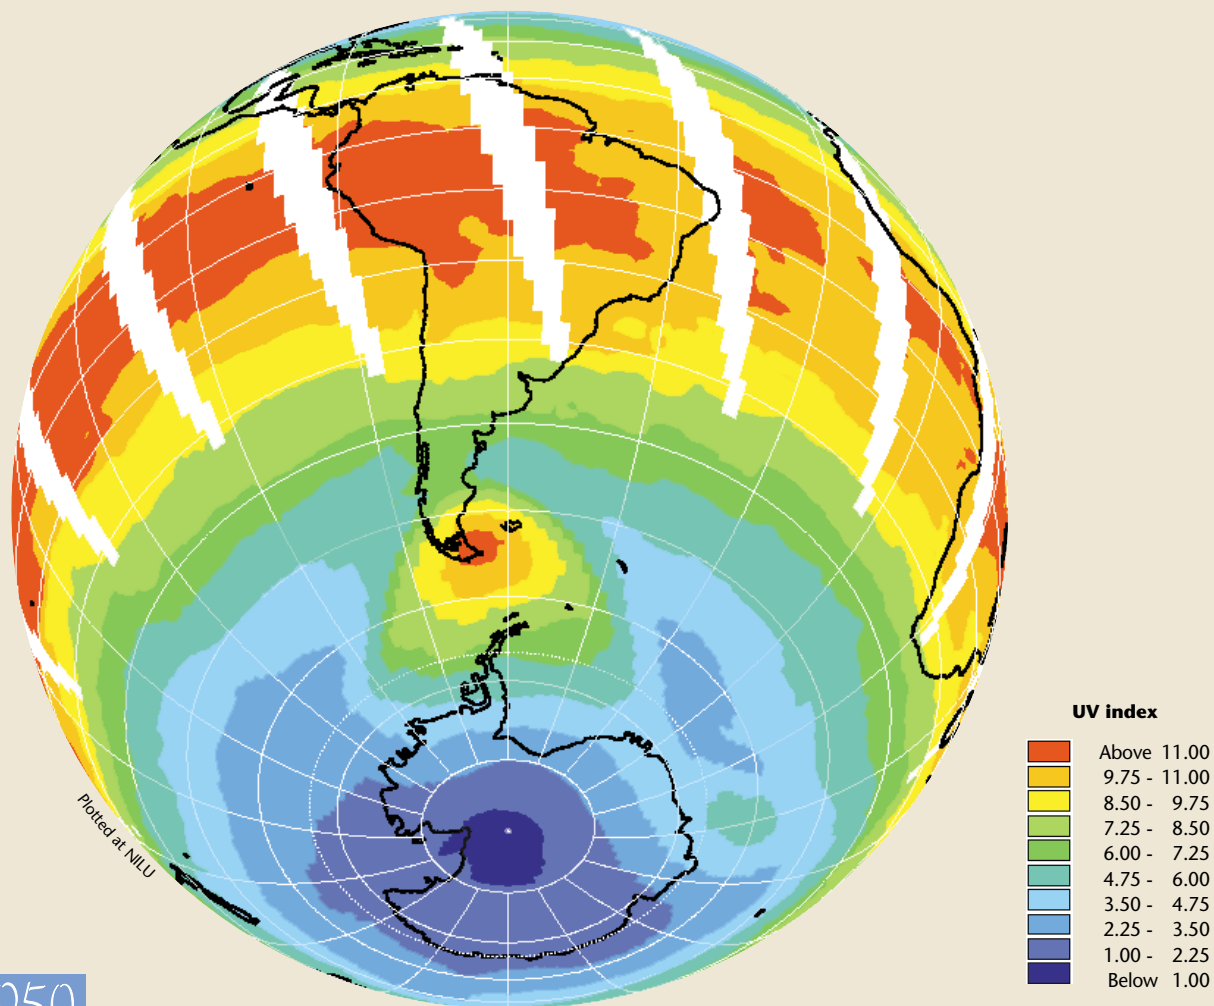 UV index
Above 11.00
9.75 - 11.00
8.50 - 9.75
7.25 - 8.50
6.00 - 7.25
4.75 - 6.00
3.50 - 4.75
2.25 - 3.50
1.00 - 2.25
Below 1.00
Plotted at NILU
250